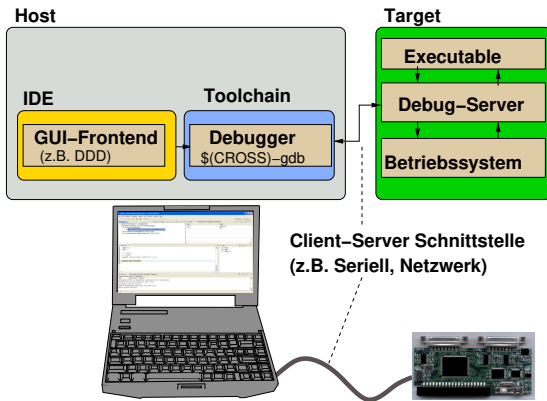 Host
Target
Executable
IDE
Toolchain
Debug–Server
GUI–Frontend
(z.B. DDD)
Debugger
$(CROSS)–gdb
Betriebssystem
Client–Server Schnittstelle
(z.B. Seriell, Netzwerk)